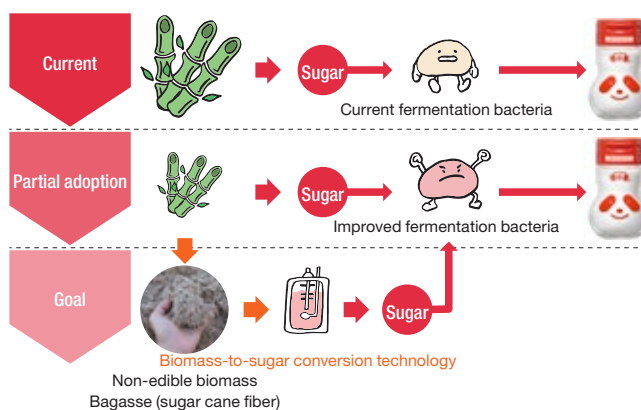 Current
Sugar
Current fermentation bacteria
Partial adoption
Sugar
Improved fermentation bacteria
Goal
Sugar
Biomass-to-sugar conversion technology
Non-edible biomass
Bagasse (sugar cane fiber)